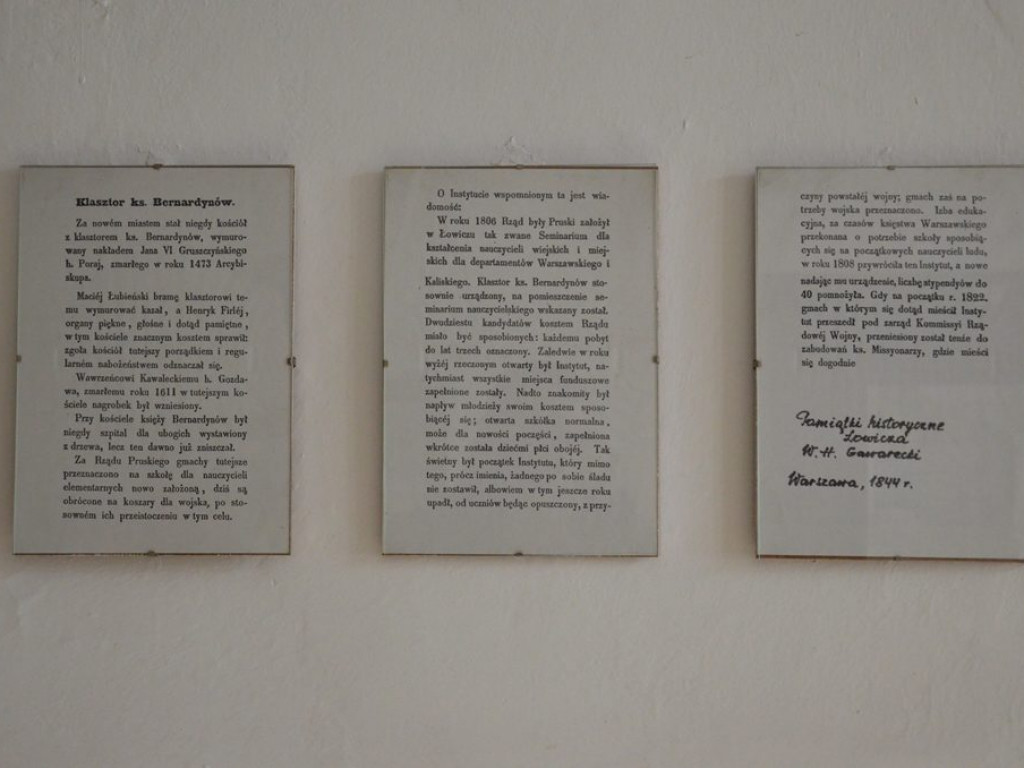 Klasztor ks. Bernardynów.
Za nowém miastem stał niegdy kościół
z klasztorem ks. Bernardynów, wymuro-
wany nakładem Jana VI Gruszczyńskiego
h. Poraj, zmarłego w roku 1473 Arcybi-
skupa.
Maciéj Łubieński bramę klasztorowi te-
mu wymurować kazał, a Henryk Firléj,
organy piękne, głośne i dotąd pamiętne,
w tym kościele znacznym kosztem sprawił:
zgoła kościół tutejszy porządkiem i regu-
larném nabożeństwem odznaczał się.
Wawrzeńcowi Kawaleckiemu h. Gozda-
wa, zmarłemu roku 1611 w tutejszym ko-
ściele nagrobek był wzniesiony.
Przy kościele księży Bernardynów był
niegdy szpital dla ubogich wystawiony
z drzewa, lecz ten dawno już zniszczał.
Za Rządu Pruskiego gmachy tutejsze
przeznaczono na szkołę dla nauczycieli
elementarnych nowo założoną, dziś są
obrócone na koszary dla wojska, po sto-
sowném ich przeistoczeniu w tym celu.
O Instytucie wspomnionym ta jest wia-
domość:
W roku 1806 Rząd były Pruski założył
w Łowiczu tak zwane Seminarium dla
kształcenia nauczycieli wiejskich i miej-
skich dla departamentów Warszawskiego i
Kaliskiego. Klasztor ks. Bernardynów sto-
sownie urządzony, na pomieszczenie se-
minarium nauczycielskiego wskazany został.
Dwudziestu kandydatów kosztem Rządu
miało być sposobionych: każdemu pobyt
do lat trzech oznaczony. Zaledwie w roku
wyżéj rzeczonym otwarty był Instytut, na-
tychmiast wszystkie miejsca funduszowe
zapełnione zostały. Nadto znakomity był
napływ młodzieży swoim kosztem sposo-
biącéj się; otwarta szkółka normalna,
może dla nowości poczęści, zapełniona
wkrótce została dziećmi płci obojéj. Tak
świetny był początek Instytutu, który mimo
tego, prócz imienia, żadnego po sobie śladu
nie zostawił, albowiem w tym jeszcze roku
upadł, od uczniów będąc opuszczony, z przy-
czyny powstałéj wojny; gmach zaś na po-
trzeby wojska przeznaczono. Izba eduka-
cyjna, za czasów księstwa Warszawskiego
przekonana o potrzebie szkoły sposobią-
cych się na początkowych nauczycieli ludu,
w roku 1808 przywróciła ten Instytut, a nowe
nadając mu urządzenie, liczbę stypendyów do
40 pomnożyła. Gdy na początku r. 1822,
gmach w którym się dotąd mieścił Insty-
tut przeszedł pod zarząd Kommissyi Rzą-
dowéj Wojny, przeniesiony został tenże do
zabudowań ks. Missyonarzy, gdzie mieści
się dogodnie
Pamiątki historyczne
Łowicza
W. H. Gawarecki
Warszawa, 1844 r.